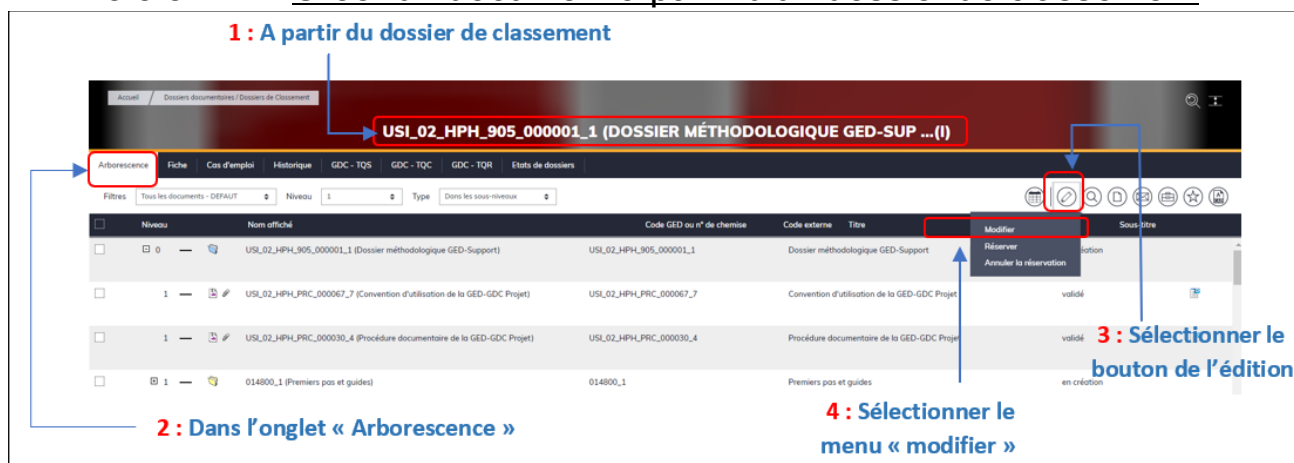 1 : A partir du dossier de classement
Accueil / Dossiers documentaires / Dossiers de Classement
USI_02_HPH_905_000001_1 (DOSSIER MÉTHODOLOGIQUE GED-SUP ...(I)
Arborescence Fiche Cas d'emploi Historique GDC - TQS GDC - TQC GDC - TQR Etats de dossiers
Filtres Tous les documents - DEFAUT Niveau 1 Type Dans les sous-niveaux
Niveau Nom affiché Code GED ou n° de chemise Code externe Titre Sous-titre
Modifier
Réserver
Annuler la réservation
0 — USI_02_HPH_905_000001_1 (Dossier méthodologique GED-Support) USI_02_HPH_905_000001_1 Dossier méthodologique GED-Support
1 — USI_02_HPH_PRC_000067_7 (Convention d'utilisation de la GED-GDC Projet) USI_02_HPH_PRC_000067_7 Convention d'utilisation de la GED-GDC Projet validé
1 — USI_02_HPH_PRC_000030_4 (Procédure documentaire de la GED-GDC Projet) USI_02_HPH_PRC_000030_4 Procédure documentaire de la GED-GDC Projet validé
1 — 014800_1 (Premiers pas et guides) 014800_1 Premiers pas et guides en création
3 : Sélectionner le
bouton de l'édition
2 : Dans l'onglet « Arborescence »
4 : Sélectionner le
menu « modifier »